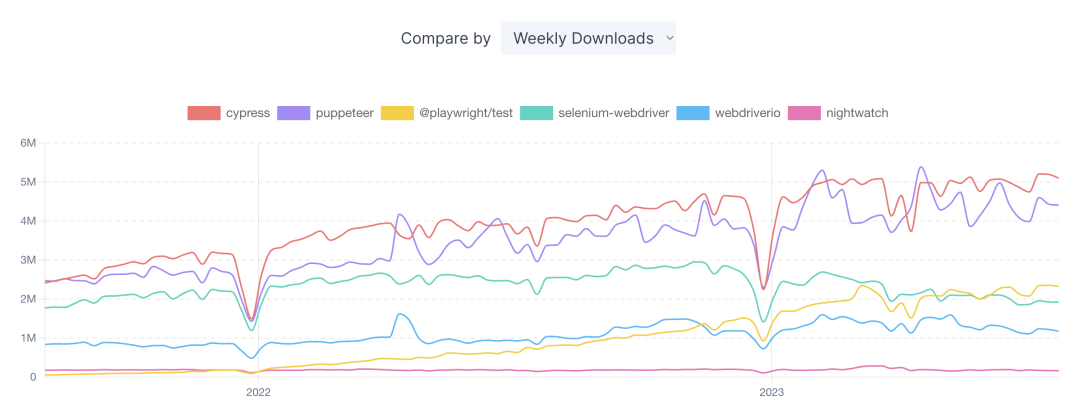 Compare by Weekly Downloads
cypress puppeteer @playwright/test selenium-webdriver webdriverio nightwatch
6M
5M
4M
3M
2M
1M
0
2022 2023